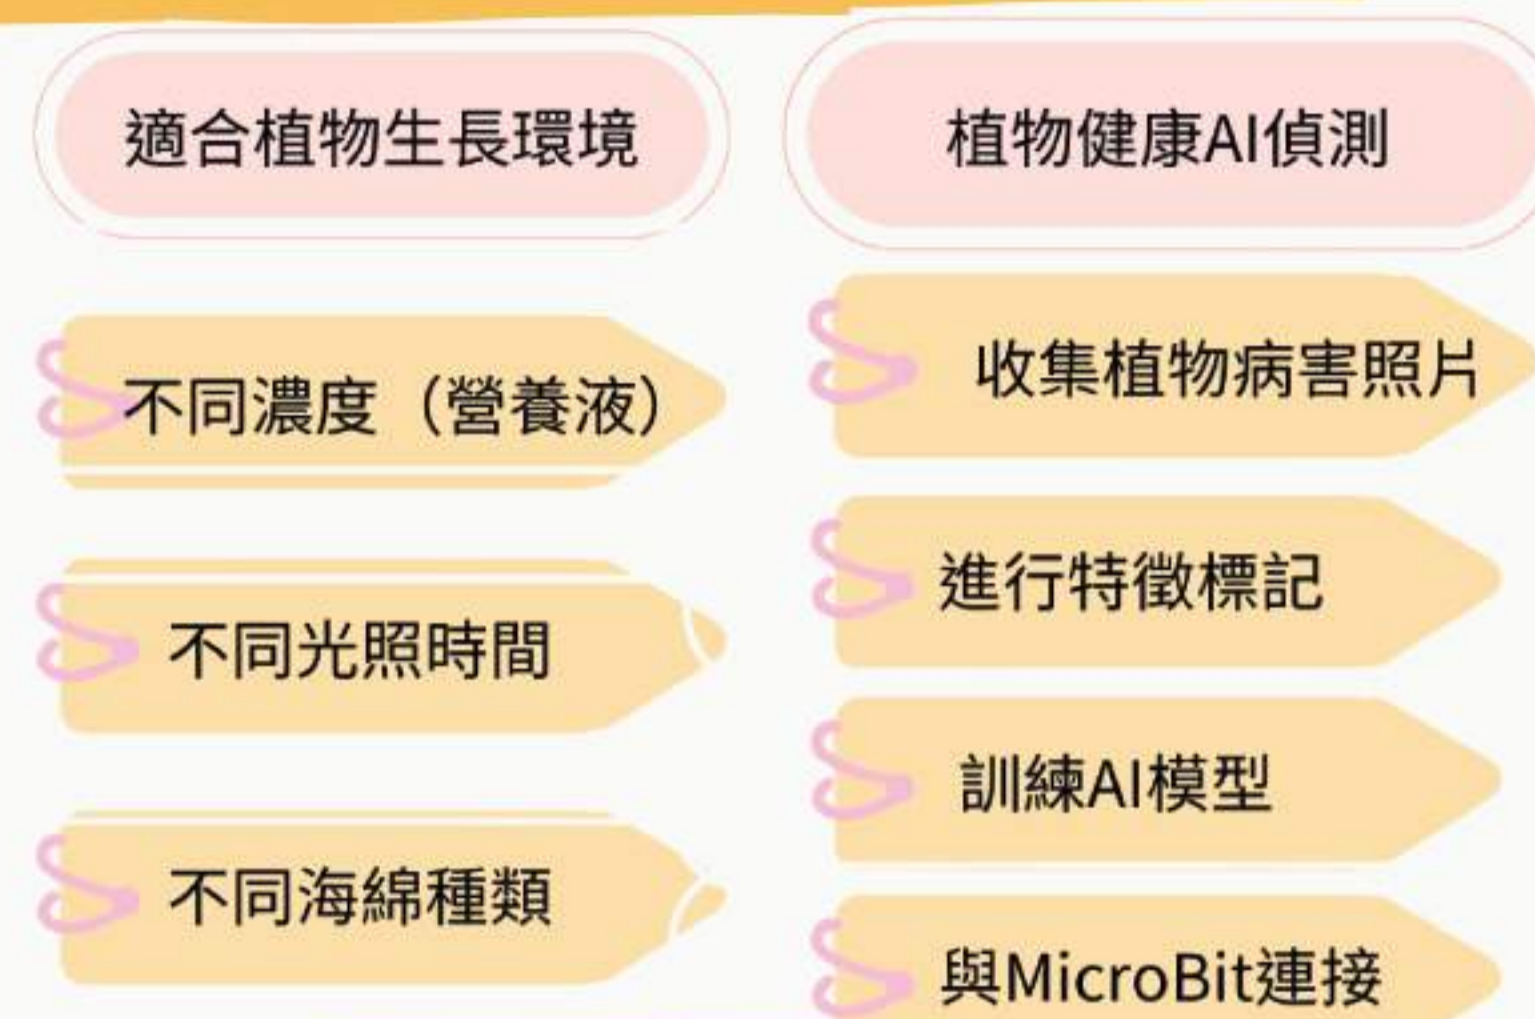 適合植物生長環境
不同濃度（營養液）
不同光照時間
不同海綿種類
植物健康AI偵測
收集植物病害照片
進行特徵標記
訓練AI模型
與MicroBit連接